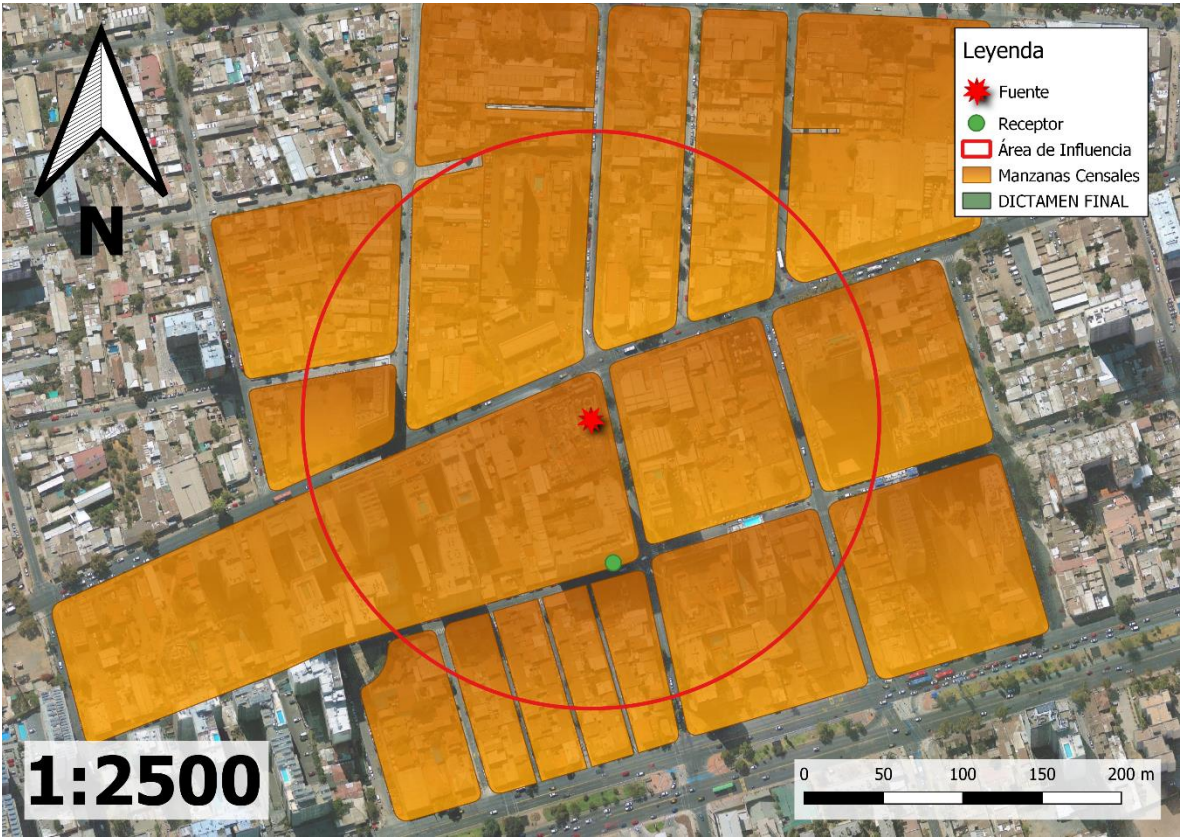 N
Leyenda
Fuente
Receptor
Área de Influencia
Manzanas Censales
DICTAMEN FINAL
1:2500
0 50 100 150 200 m